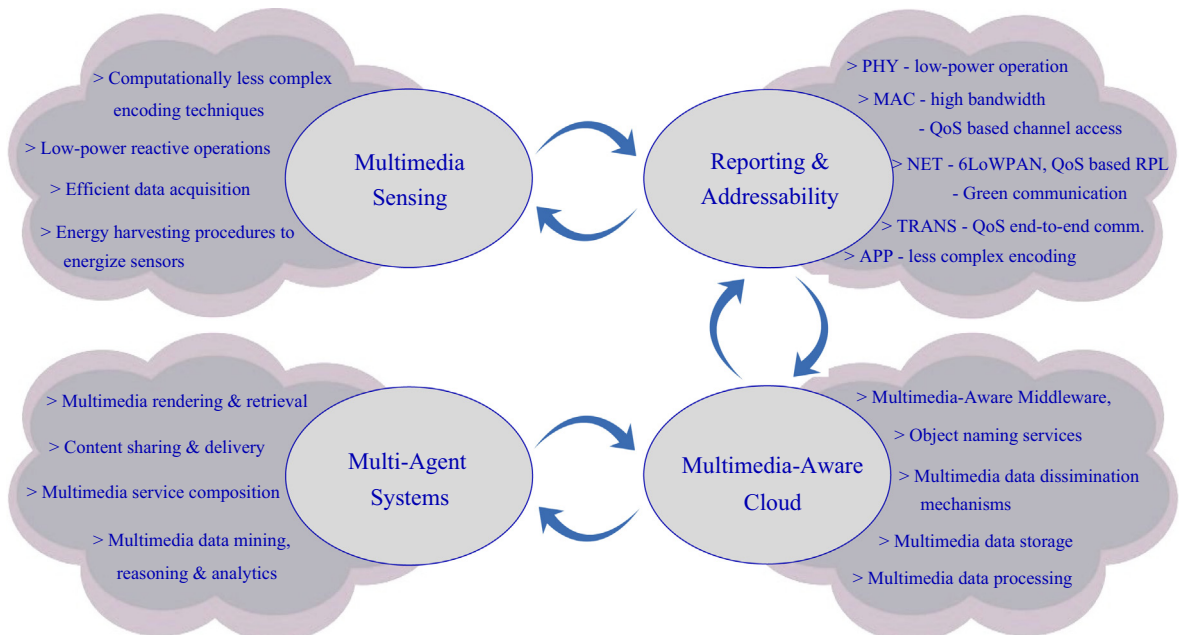 > Computationally less complex
encoding techniques
> Low-power reactive operations
> Efficient data acquisition
> Energy harvesting procedures to
energize sensors
Multimedia
Sensing
Reporting &
Addressability
> PHY - low-power operation
> MAC - high bandwidth
- QoS based channel access
> NET - 6LoWPAN, QoS based RPL
- Green communication
> TRANS - QoS end-to-end comm.
> APP - less complex encoding
> Multimedia rendering & retrieval
> Content sharing & delivery
> Multimedia service composition
> Multimedia data mining,
reasoning & analytics
Multi-Agent
Systems
Multimedia-Aware
Cloud
> Multimedia-Aware Middleware,
> Object naming services
> Multimedia data dissimination
mechanisms
> Multimedia data storage
> Multimedia data processing